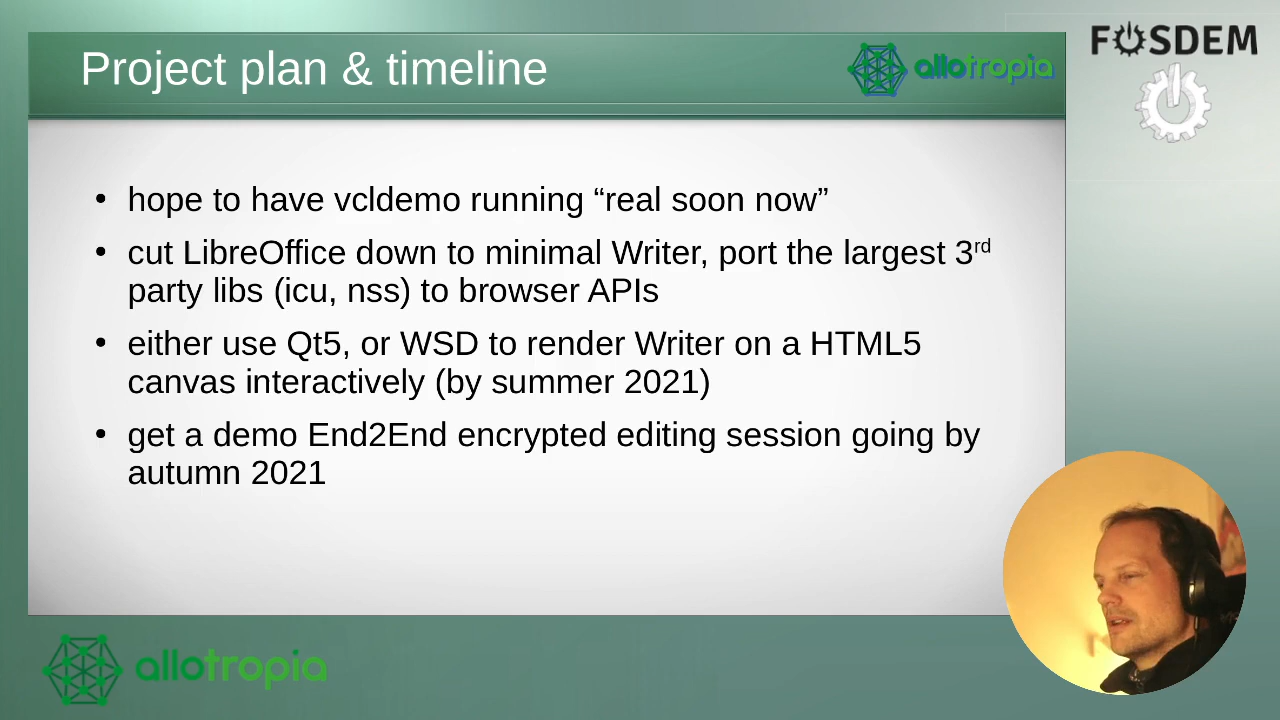 Project plan & timeline
allotropia
FOSDEM
• hope to have vcldemo running “real soon now”
• cut LibreOffice down to minimal Writer, port the largest 3rd
party libs (icu, nss) to browser APIs
• either use Qt5, or WSD to render Writer on a HTML5
canvas interactively (by summer 2021)
• get a demo End2End encrypted editing session going by
autumn 2021
allotropia